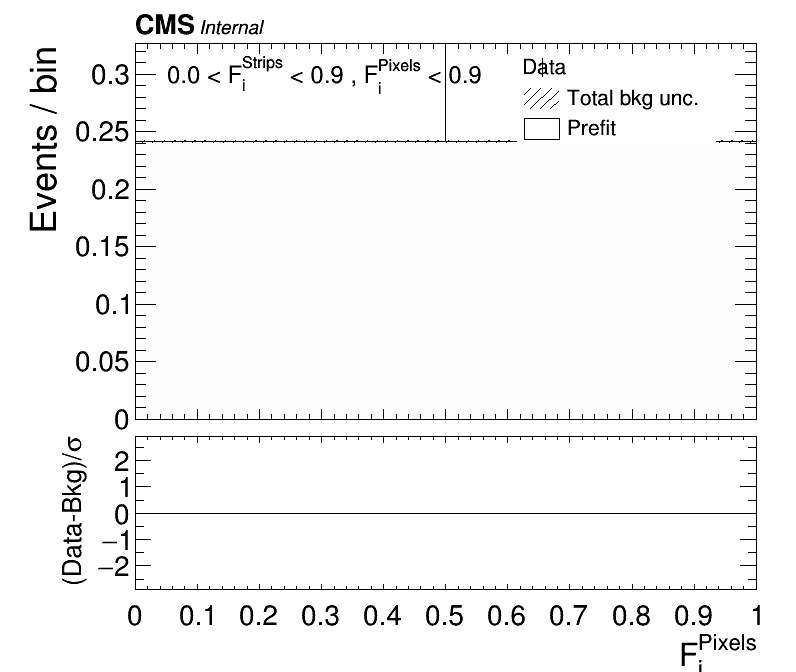 CMS Internal
Events / bin
0.0 < F_i^Strips < 0.9 , F_i^Pixels < 0.9
Data
Total bkg unc.
Prefit
0.3
0.25
0.2
0.15
0.1
0.05
0
(Data-Bkg)/σ
2
1
0
−1
−2
0 0.1 0.2 0.3 0.4 0.5 0.6 0.7 0.8 0.9 1
F_i^Pixels